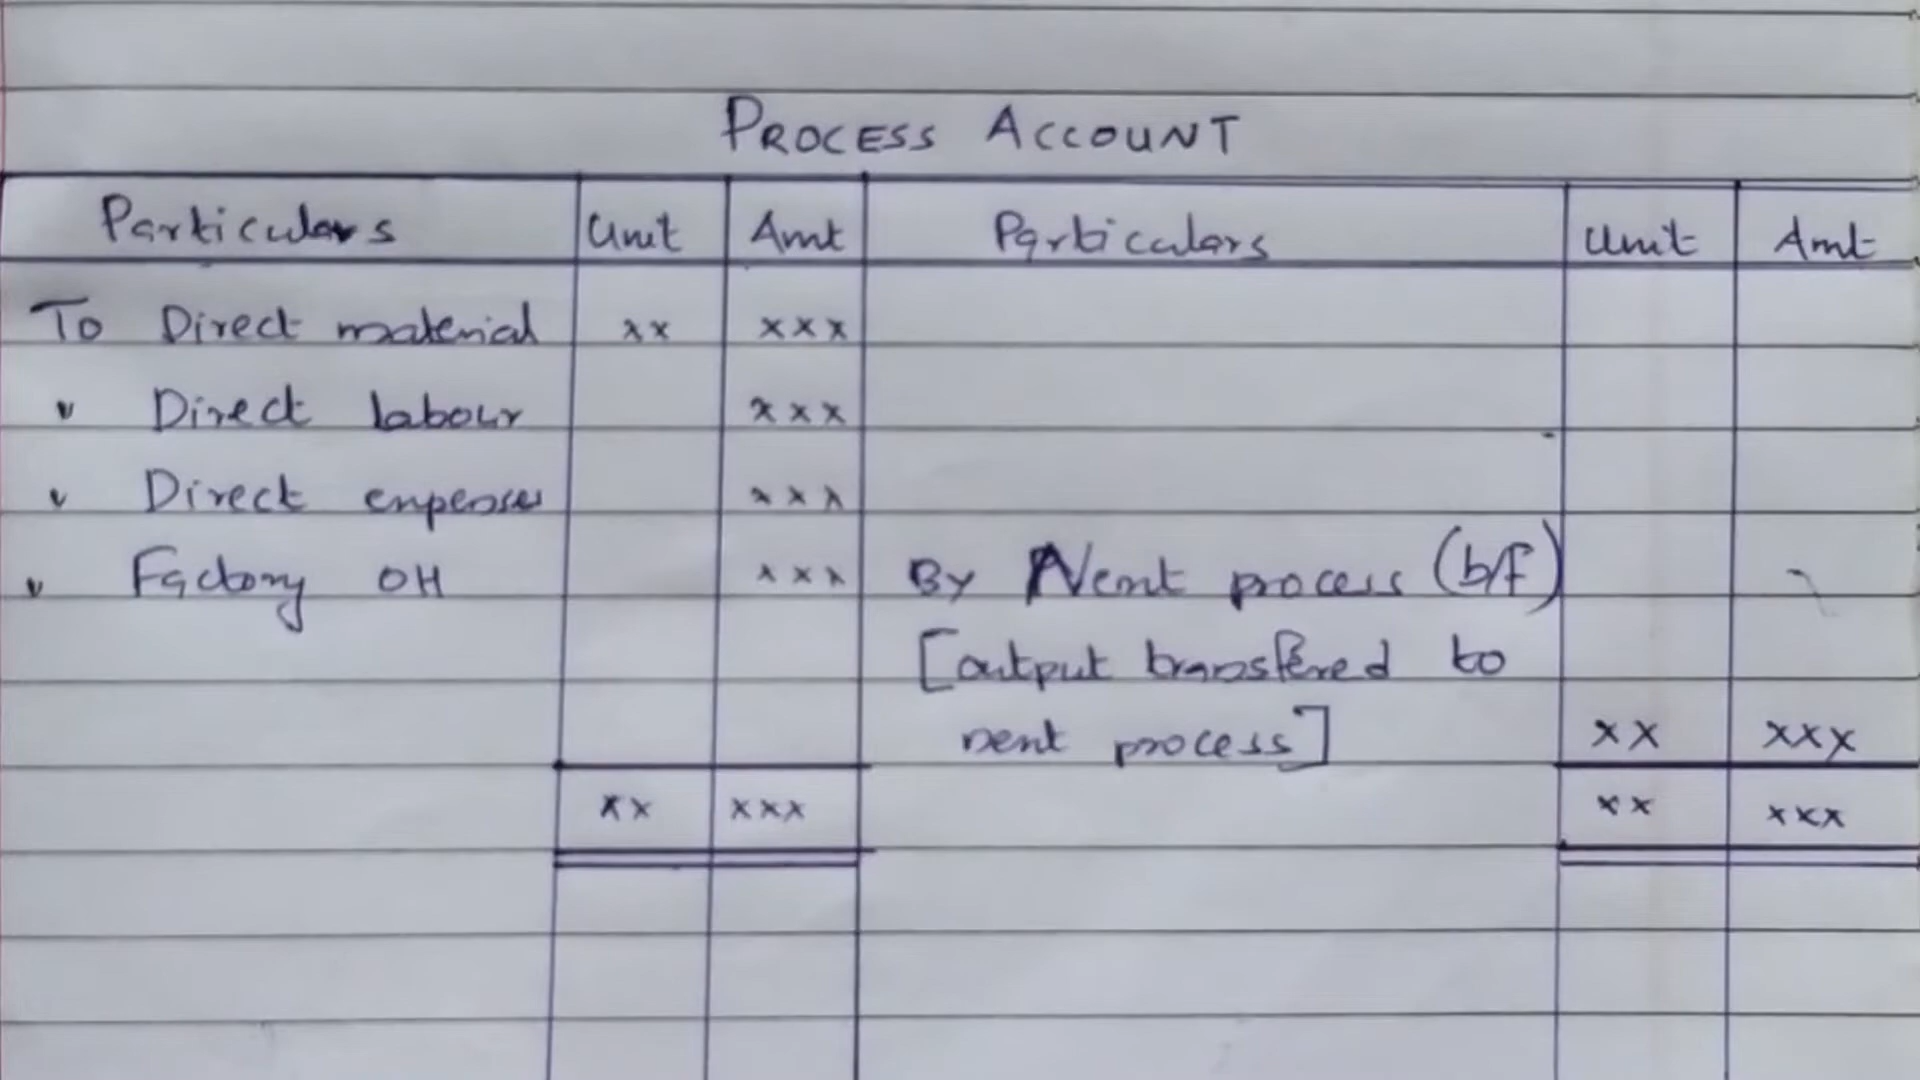 PROCESS ACCOUNT
Particulars Unit Amt Particulars Unit Amt
To Direct material xx xxx
" Direct labour xxx
" Direct expenses xxx
" Factory OH xxx By Next process (b/f)
[output transfered to
next process] xx xxx
xx xxx xx xxx